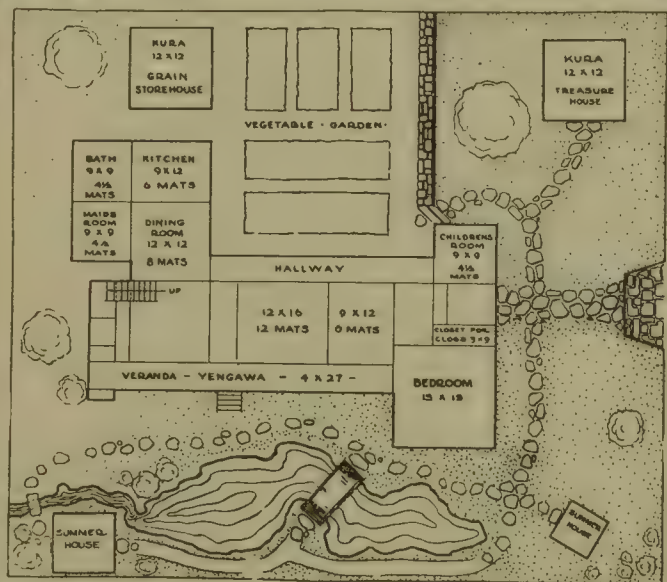 KURA
12 X 12
GRAIN
STOREHOUSE
KURA
12 X 12
TREASURE
HOUSE
VEGETABLE · GARDEN ·
BATH
9 X 9
4½
MATS
KITCHEN
9 X 12
6 MATS
MAIDS
ROOM
9 X 9
4½
MATS
DINING
ROOM
12 X 12
8 MATS
CHILDRENS
ROOM
9 X 9
4½
MATS
HALLWAY
UP
12 X 16
12 MATS
9 X 12
6 MATS
CLOSET FOR
3 X 9
VERANDA - YENGAWA - 4 X 27 -
BEDROOM
15 X 15
SUMMER
HOUSE
SUMMER
HOUSE